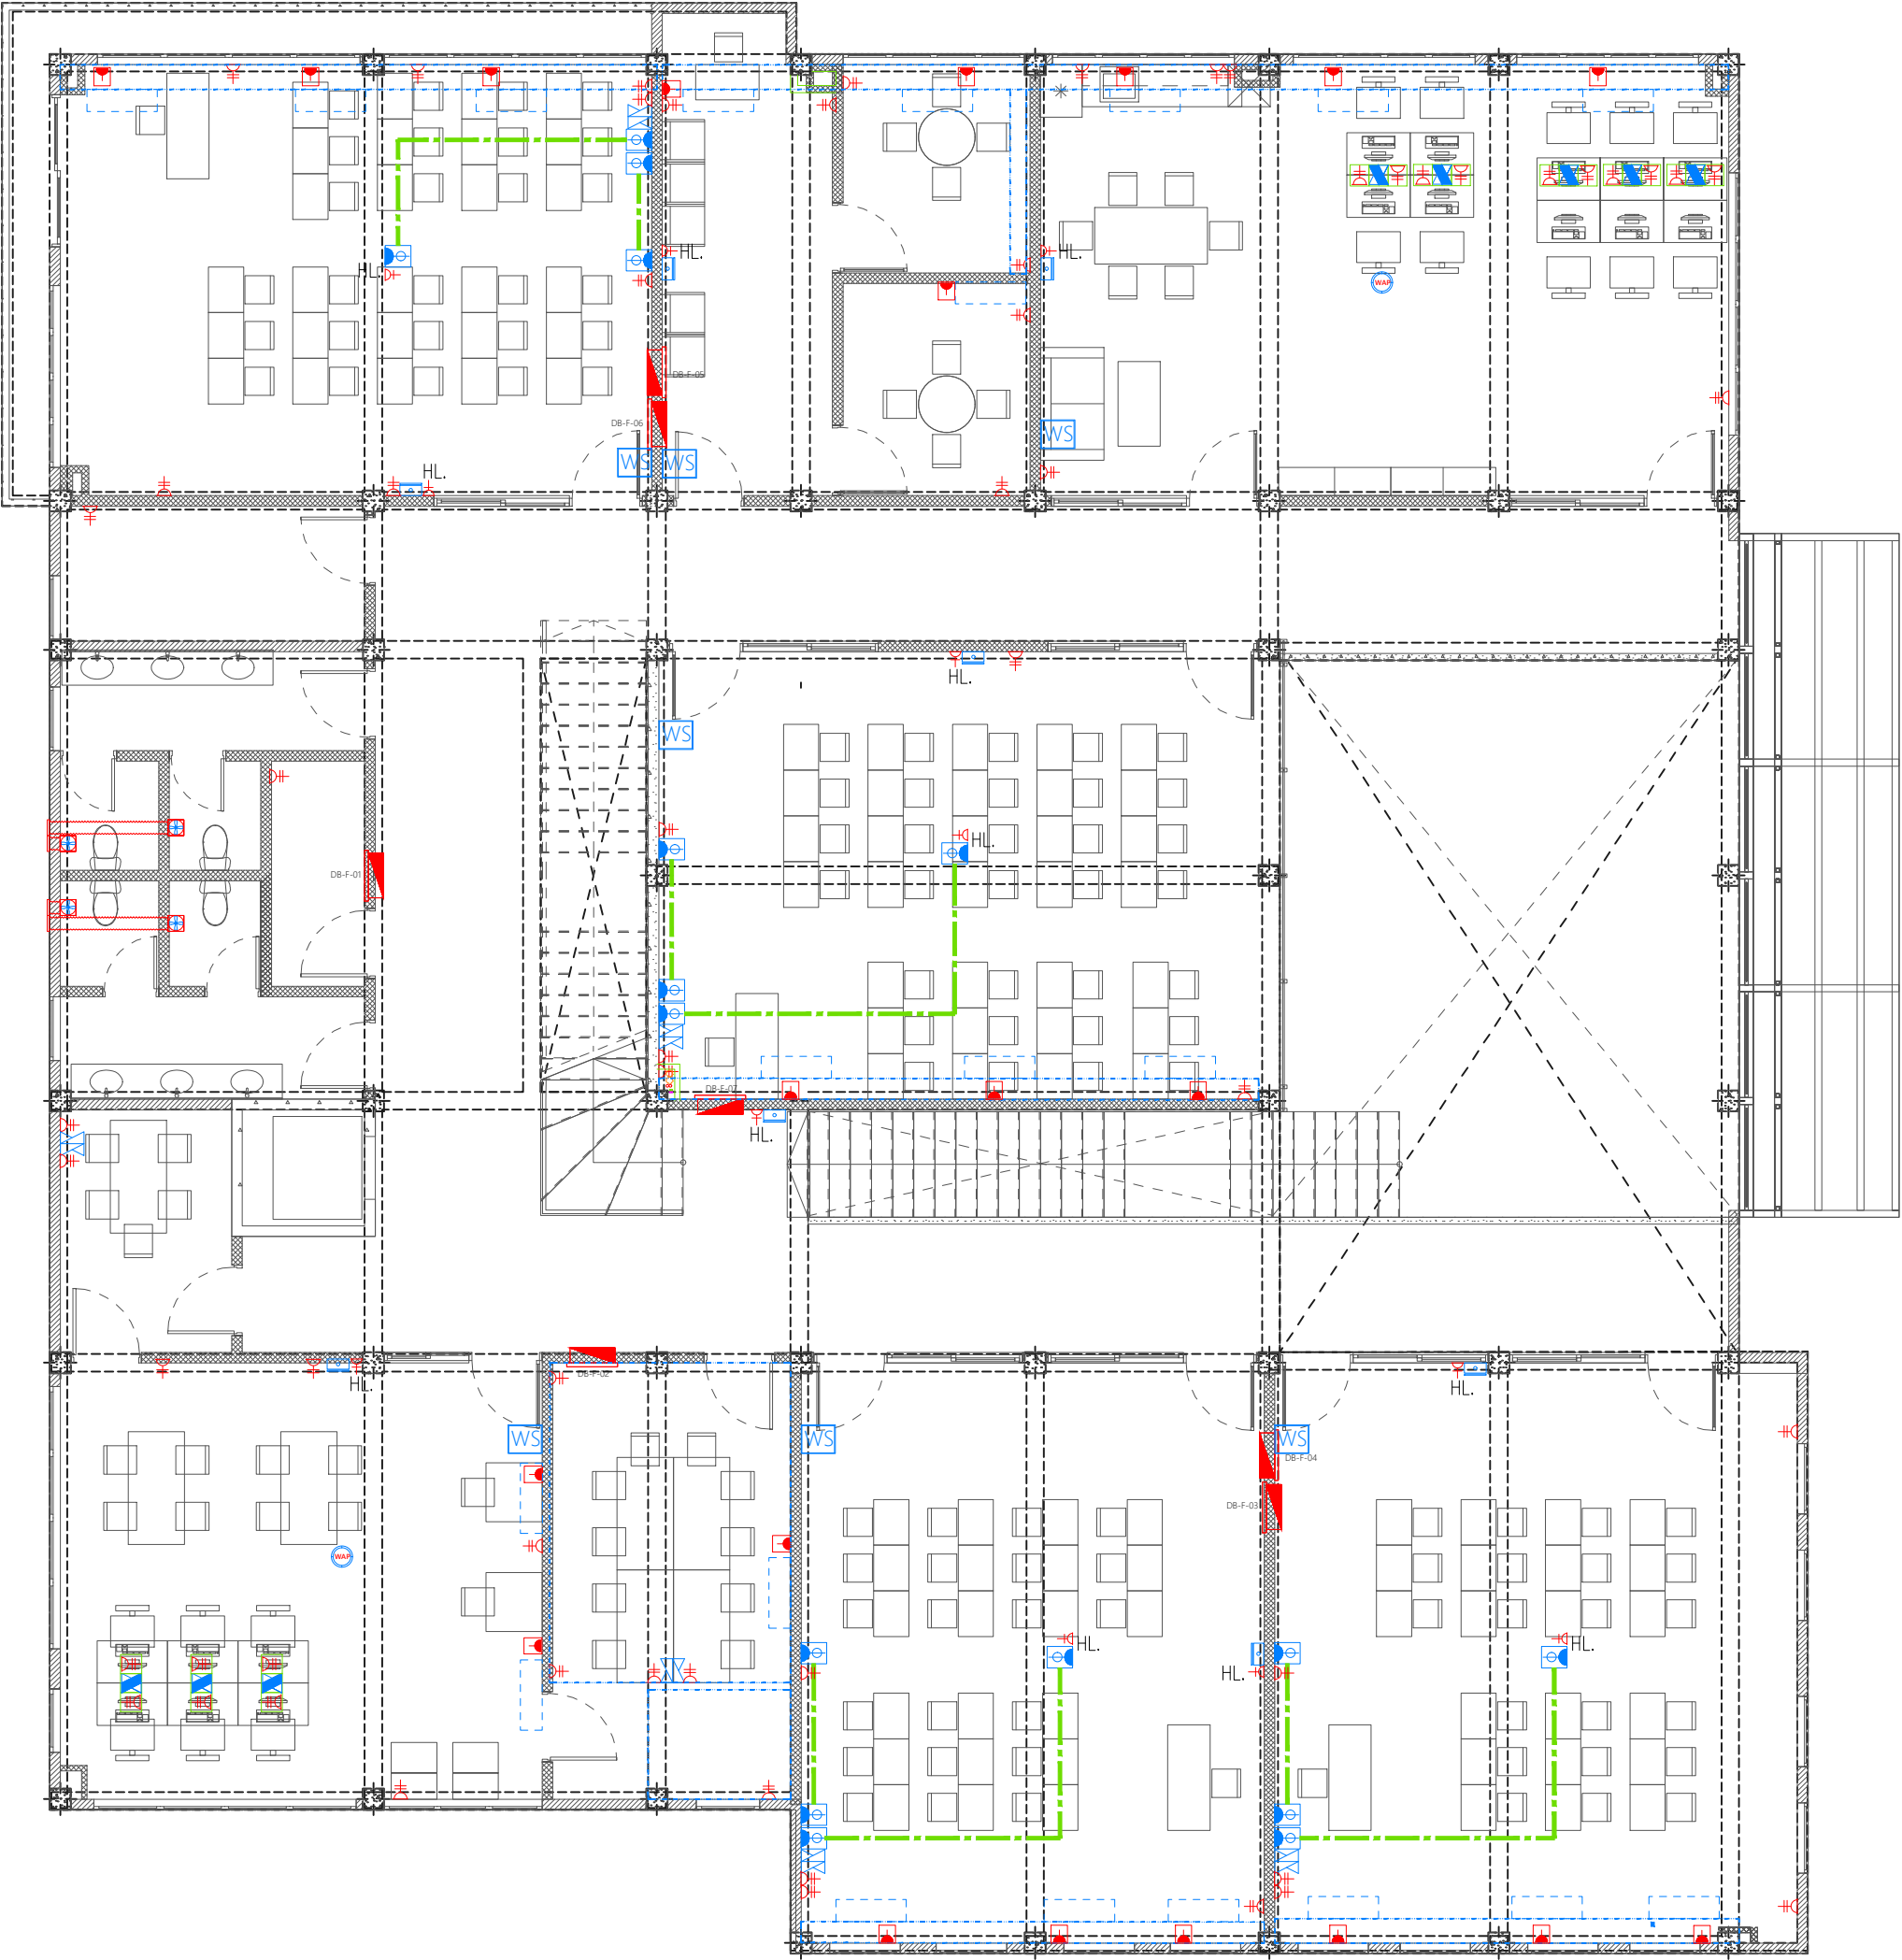 HL.
HL.
HL.
WAP
DB-F-05
DB-F-06
WS
WS
WS
HL.
HL.
WS
HL.
DB-F-01
DB-F-07
HL.
DB-F-02
HL.
HL.
WS
WS
WS
DB-F-04
DB-F-03
WAP
HL.
HL.
HL.